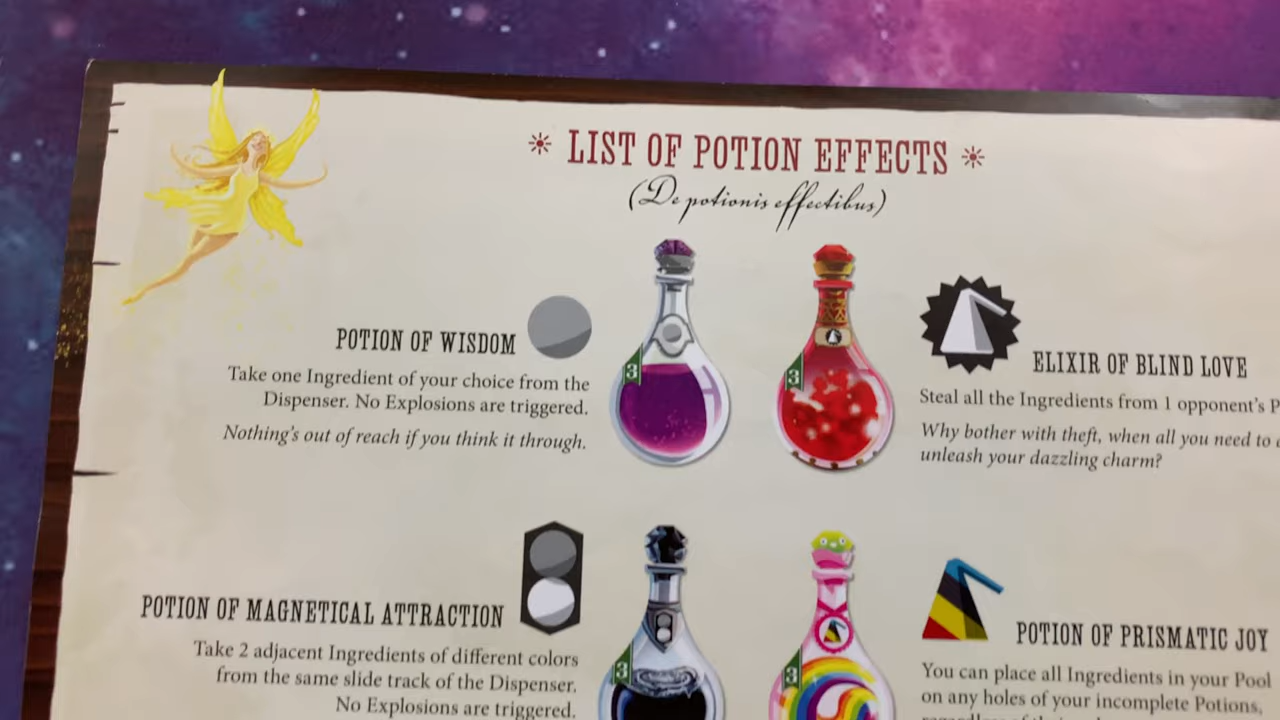 LIST OF POTION EFFECTS
(De potionis effectibus)
POTION OF WISDOM
Take one Ingredient of your choice from the
Dispenser. No Explosions are triggered.
Nothing's out of reach if you think it through.
3
3
ELIXIR OF BLIND LOVE
Steal all the Ingredients from 1 opponent's P
Why bother with theft, when all you need to
unleash your dazzling charm?
POTION OF MAGNETICAL ATTRACTION
Take 2 adjacent Ingredients of different colors
from the same slide track of the Dispenser.
No Explosions are triggered.
3
3
POTION OF PRISMATIC JOY
You can place all Ingredients in your Pool
on any holes of your incomplete Potions,